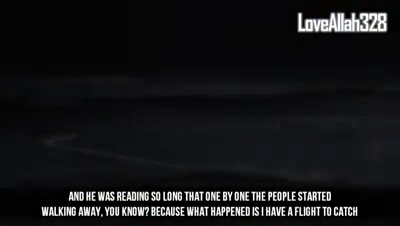 LoveAllah328
AND HE WAS READING SO LONG THAT ONE BY ONE THE PEOPLE STARTED
WALKING AWAY, YOU KNOW? BECAUSE WHAT HAPPENED IS I HAVE A FLIGHT TO CATCH